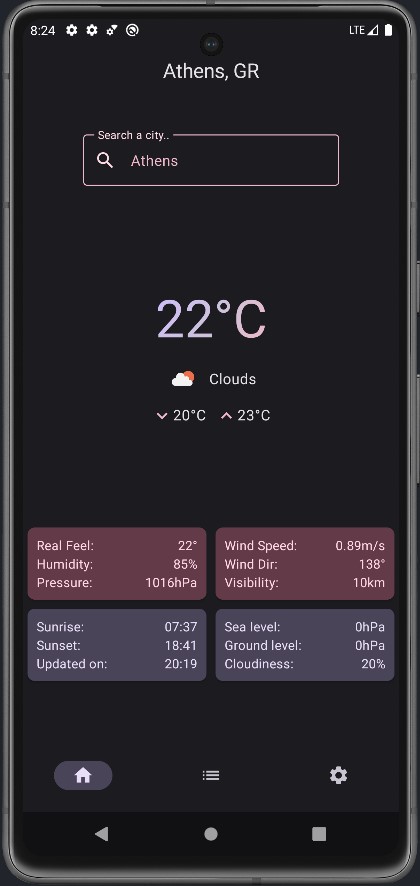 8:24 LTE
Athens, GR
Search a city..
Athens
22°C
Clouds
20°C 23°C
Real Feel: 22°
Humidity: 85%
Pressure: 1016hPa
Wind Speed: 0.89m/s
Wind Dir: 138°
Visibility: 10km
Sunrise: 07:37
Sunset: 18:41
Updated on: 20:19
Sea level: 0hPa
Ground level: 0hPa
Cloudiness: 20%